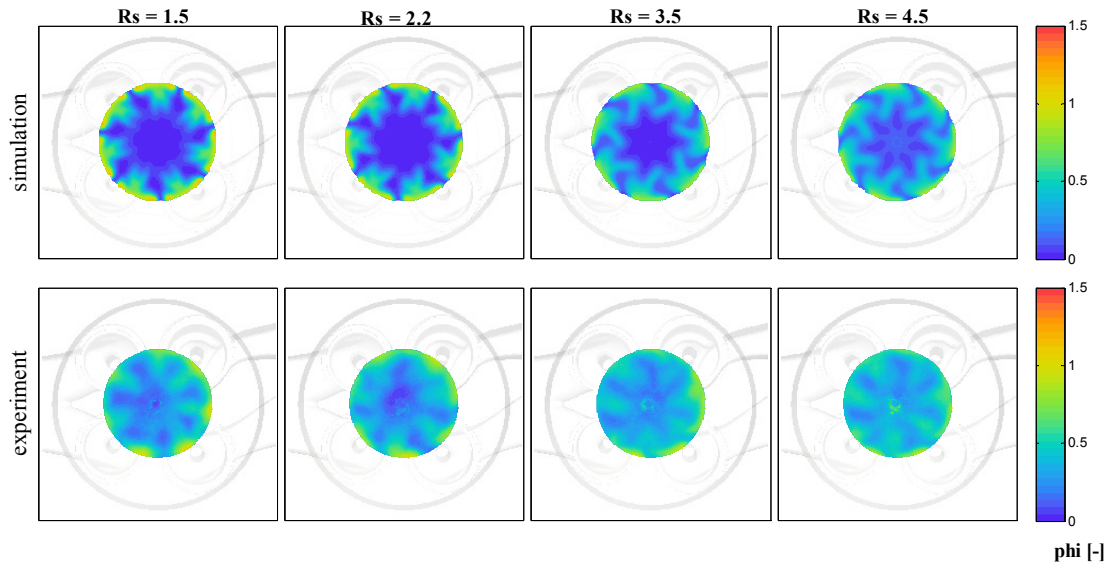 Rs = 1.5 Rs = 2.2 Rs = 3.5 Rs = 4.5
simulation
1.5
1
0.5
0
experiment
1.5
1
0.5
0
phi [-]